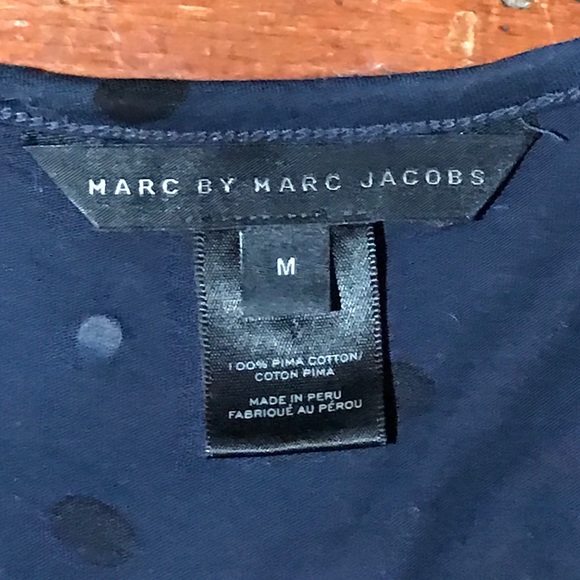 MARC BY MARC JACOBS
M
100% PIMA COTTON/
COTON PIMA
MADE IN PERU
FABRIQUÉ AU PÉROU